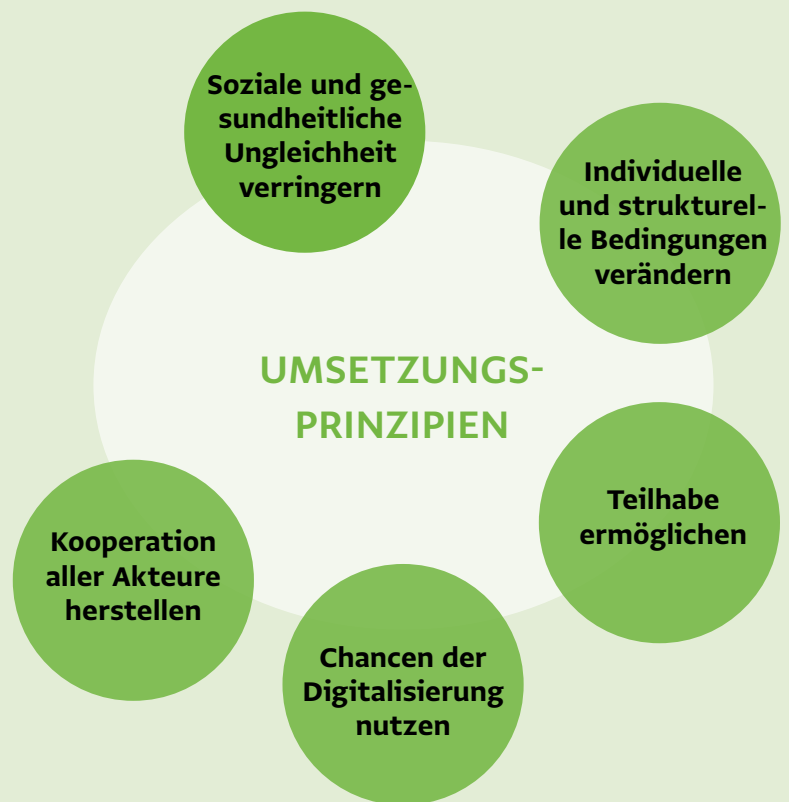 Soziale und ge-
sundheitliche
Ungleichheit
verringern
Individuelle
und strukturel-
le Bedingungen
verändern
UMSETZUNGS-
PRINZIPIEN
Teilhabe
ermöglichen
Kooperation
aller Akteure
herstellen
Chancen der
Digitalisierung
nutzen